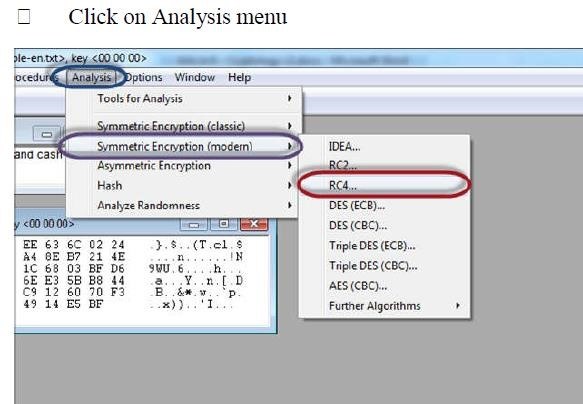 Click on Analysis menu
ple-en.txt>, key <00 00 00>
ocedures Analysis Options Window Help
Tools for Analysis
Symmetric Encryption (classic)
and cash
Symmetric Encryption (modern)
IDEA...
Asymmetric Encryption
RC2...
Hash
RC4...
Analyze Randomness
DES (ECB)...
y <00 00 00>
DES (CBC)...
EE 63 6C 02 24 .}.$..(T.cl.$
Triple DES (ECB)...
A4 8E B7 21 4E ....n......!N
Triple DES (CBC)...
1C 68 03 BF D6 9WU.6....h...
AES (CBC)...
6E E3 5B B8 44 .a...Y..n.[.D
Further Algorithms
C9 12 60 70 F3 .B..&*.w..`p.
49 14 E5 BF ..x))..'I...